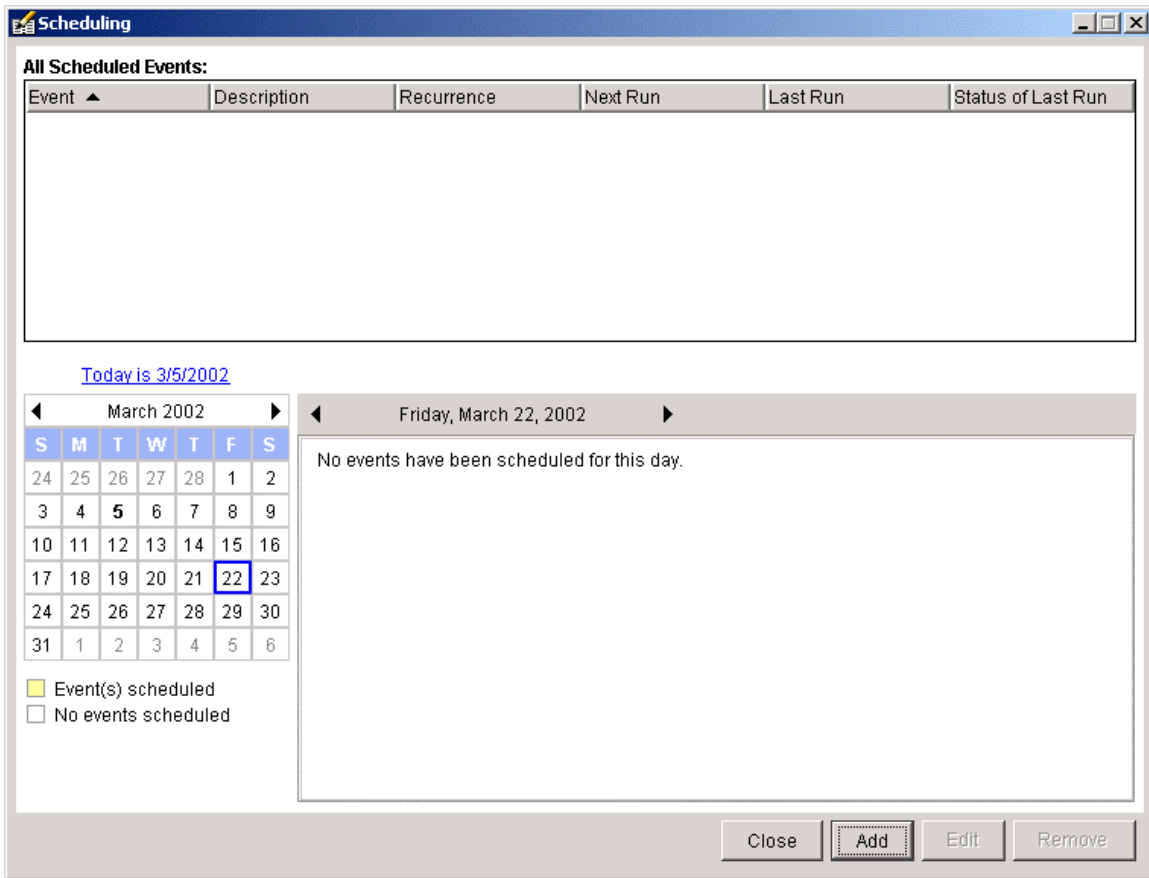 Scheduling
All Scheduled Events:
Event Description Recurrence Next Run Last Run Status of Last Run
Today is 3/5/2002
March 2002
S M T W T F S
24 25 26 27 28 1 2
3 4 5 6 7 8 9
10 11 12 13 14 15 16
17 18 19 20 21 22 23
24 25 26 27 28 29 30
31 1 2 3 4 5 6
Event(s) scheduled
No events scheduled
Friday, March 22, 2002
No events have been scheduled for this day.
Close Add Edit Remove